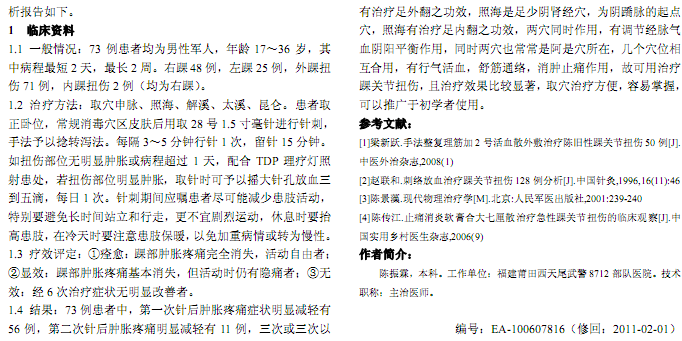 析报告如下。
1 临床资料
1.1 一般情况：73 例患者均为男性军人，年龄 17～36 岁，其
中病程最短 2 天，最长 2 周。右踝 48 例，左踝 25 例，外踝扭
伤 71 例，内踝扭伤 2 例（均为右踝）。
1.2 治疗方法：取穴申脉、照海、解溪、太溪、昆仑。患者取
正卧位，常规消毒穴区皮肤后用取 28 号 1.5 寸毫针进行针刺，
手法予以捻转泻法。每隔 3～5 分钟行针 1 次，留针 15 分钟。
如扭伤部位无明显肿胀或病程超过 1 天，配合 TDP 理疗灯照
射患处，若扭伤部位明显肿胀，取针时可予以摇大针孔放血三
到五滴，每日 1 次。针刺期间应嘱患者尽可能减少患肢活动，
特别要避免长时间站立和行走，更不宜剧烈运动，休息时要抬
高患肢，在冷天时要注意患肢保暖，以免加重病情或转为慢性。
1.3 疗效评定：①痊愈：踝部肿胀疼痛完全消失，活动自由者；
②显效：踝部肿胀疼痛基本消失，但活动时仍有隐痛者；③无
效：经 6 次治疗症状无明显改善者。
1.4 结果：73 例患者中，第一次针后肿胀疼痛症状明显减轻有
56 例，第二次针后肿胀疼痛明显减轻有 11 例，三次或三次以
有治疗足外翻之功效，照海是足少阴肾经穴，为阴蹻脉的起点
穴，照海有治疗足内翻之功效，两穴同时作用，有调节经脉气
血阴阳平衡作用，同时两穴也常常是阿是穴所在，几个穴位相
互合用，有行气活血，舒筋通络，消肿止痛作用，故可用治疗
踝关节扭伤，且治疗效果比较显著，取穴治疗方便，容易掌握，
可以推广于初学者使用。
参考文献：
[1]梁新跃.手法整复理筋加 2 号活血散外敷治疗陈旧性踝关节扭伤 50 例[J].
中医外治杂志,2008(1)
[2]赵联和.刺络放血治疗踝关节扭伤 128 例分析[J].中国针灸,1996,16(11):46
[3]陈景藻.现代物理治疗学[M].北京:人民军医出版社,2001:239-240
[4]陈传江.止痛消炎软膏合大七厘散治疗急性踝关节扭伤的临床观察[J].中
国实用乡村医生杂志,2006(9)
作者简介：
陈振霖，本科。工作单位：福建莆田西天尾武警 8712 部队医院。技术
职称：主治医师。
编号：EA-100607816（修回：2011-02-01）